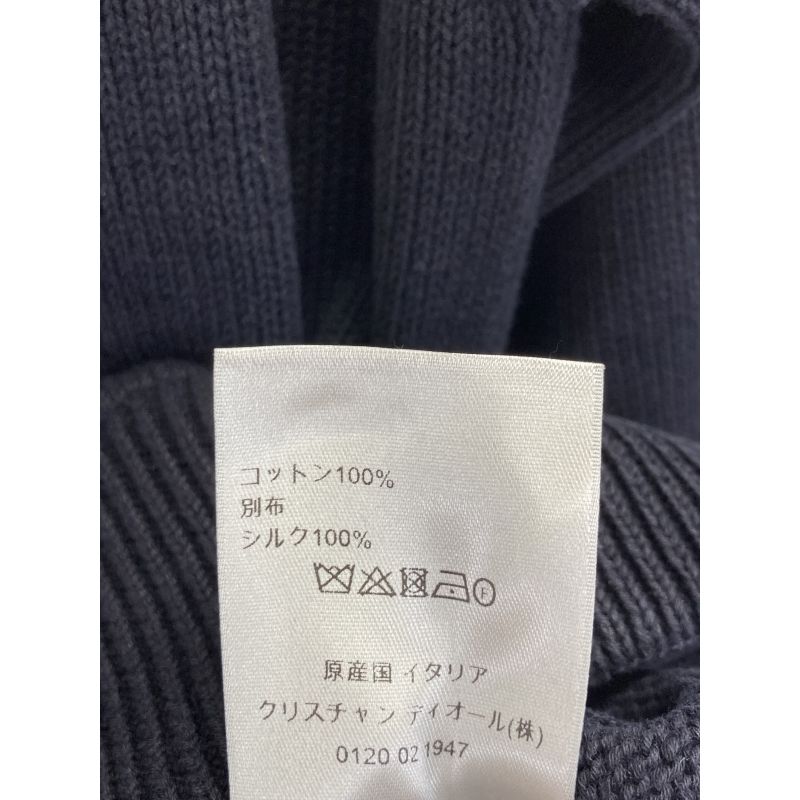 コットン100%
別布
シルク100%
F
原産国 イタリア
クリスチャン ディオール(株)
0120 02 1947